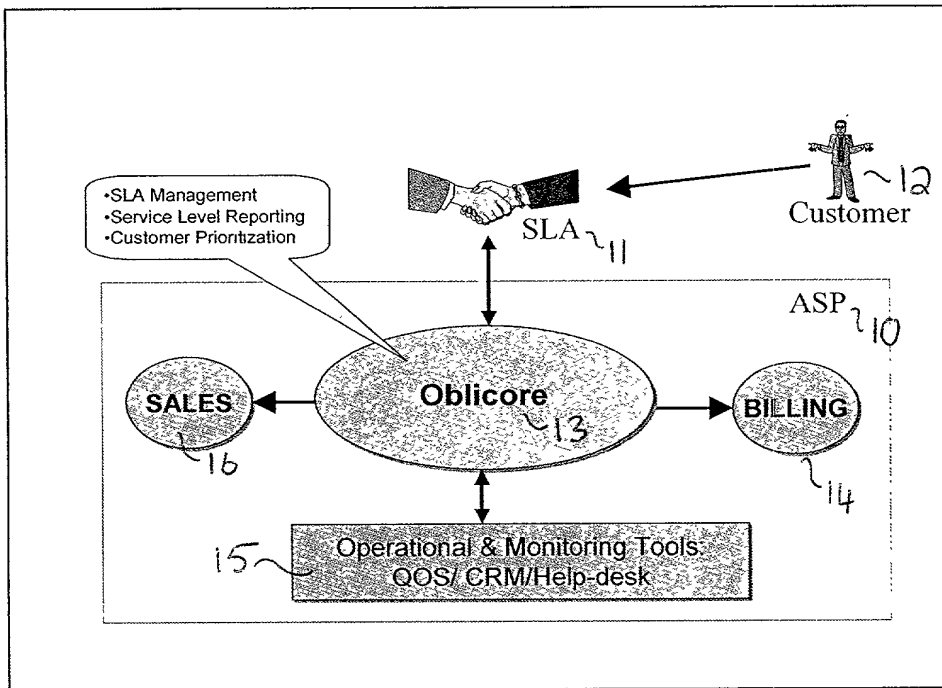 •SLA Management
•Service Level Reporting
•Customer Prioritization
SLA
11
12
Customer
ASP
10
SALES
16
Oblicore
13
BILLING
14
15
Operational & Monitoring Tools:
QOS/ CRM/Help-desk